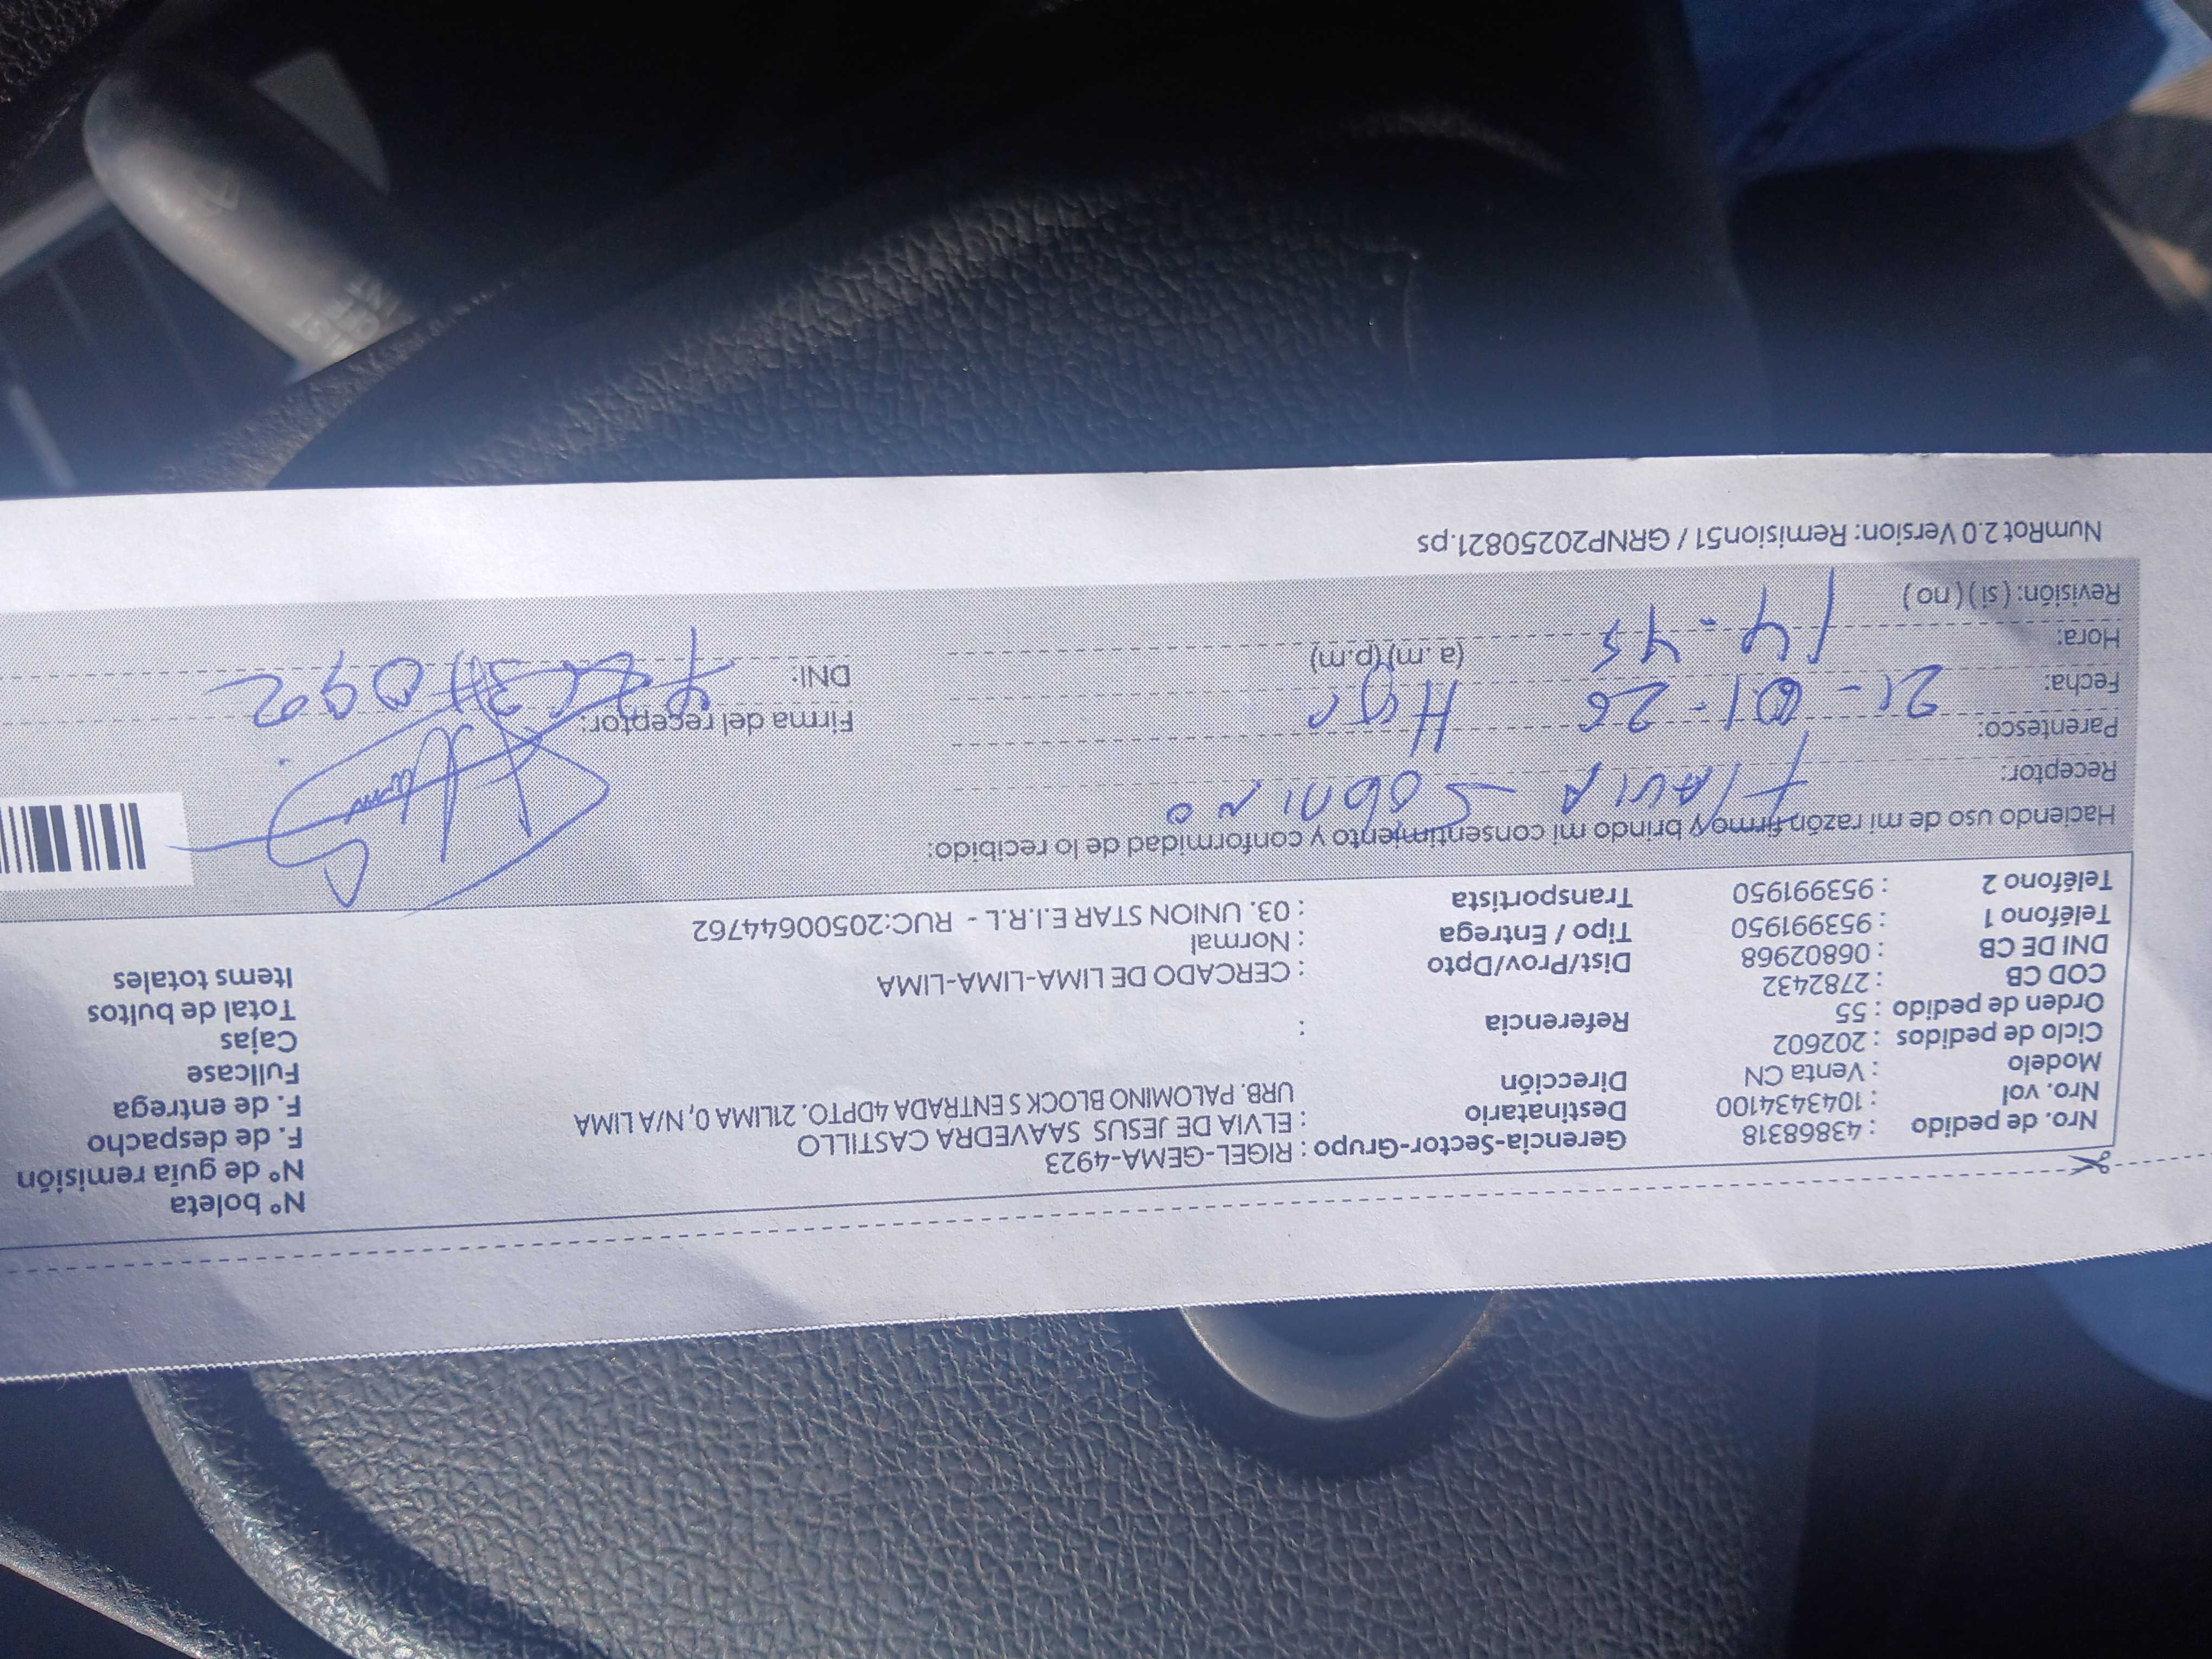 Nro. de pedido : 43868318 Gerencia-Sector-Grupo : RIGEL-GEMA-4923 N° boleta
Nro. vol : 1043434100 Destinatario : ELVIA DE JESUS SAAVEDRA CASTILLO N° de guía remisión
Modelo : Venta CN Dirección URB. PALOMINO BLOCK S ENTRADA 4DPTO. 21LIMA 0, N/A LIMA F. de despacho
Ciclo de pedidos : 202602 F. de entrega
Orden de pedido : 55 Referencia : Fullcase
COD CB : 2782432 Cajas
DNI DE CB : 06802968 Dist/Prov/Dpto : CERCADO DE LIMA-LIMA-LIMA Total de bultos
Teléfono 1 : 953991950 Tipo / Entrega : Normal Items totales
Teléfono 2 : 953991950 Transportista : 03. UNION STAR E.I.R.L - RUC:20500644762
Haciendo uso de mi razón firmo y brindo mi consentimiento y conformidad de lo recibido:
Receptor: Flavia
Parentesco: Firma del receptor:
Fecha: 21-01-26 DNI:
Hora: 14-45 (a.m) (p.m)
Revisión: ( si ) ( no )
NumRot 2.0 Version: Remision51 / GRNP20250821.ps